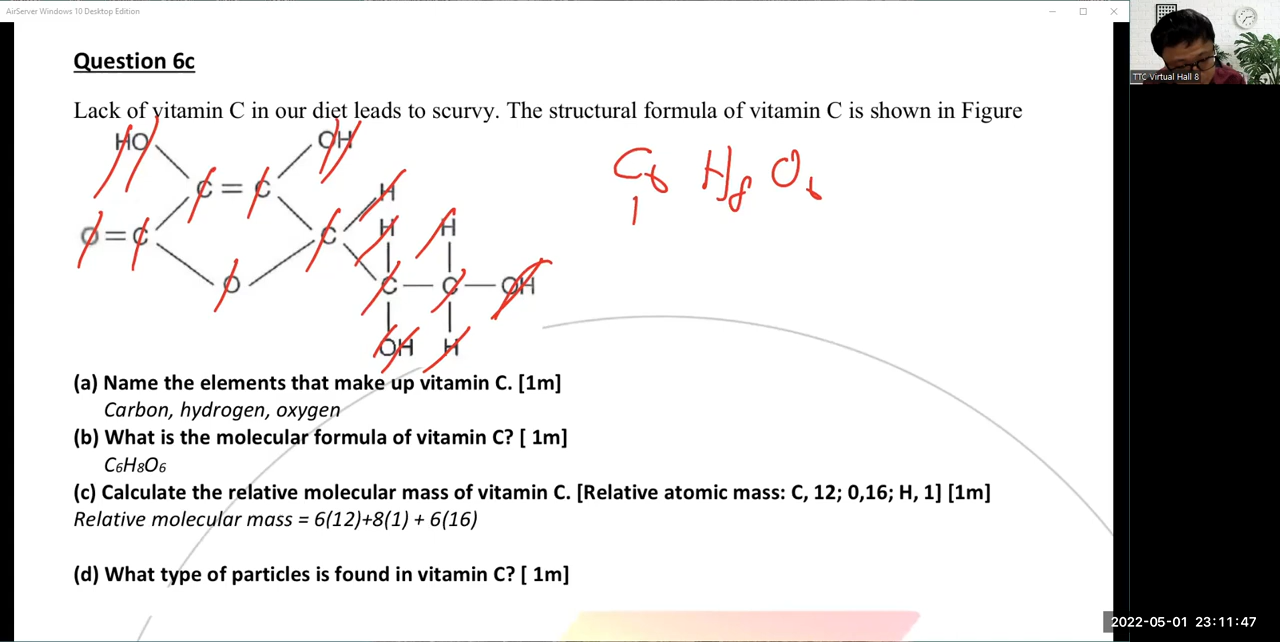 AirServer Windows 10 Desktop Edition
TTC Virtual Hall 8
Question 6c
Lack of vitamin C in our diet leads to scurvy. The structural formula of vitamin C is shown in Figure
HO OH
C = C H
O = C C H H
O C — C — OH
OH H
C6 H8 O6
1
(a) Name the elements that make up vitamin C. [1m]
Carbon, hydrogen, oxygen
(b) What is the molecular formula of vitamin C? [ 1m]
C6H8O6
(c) Calculate the relative molecular mass of vitamin C. [Relative atomic mass: C, 12; 0,16; H, 1] [1m]
Relative molecular mass = 6(12)+8(1) + 6(16)
(d) What type of particles is found in vitamin C? [ 1m]
2022-05-01 23:11:47